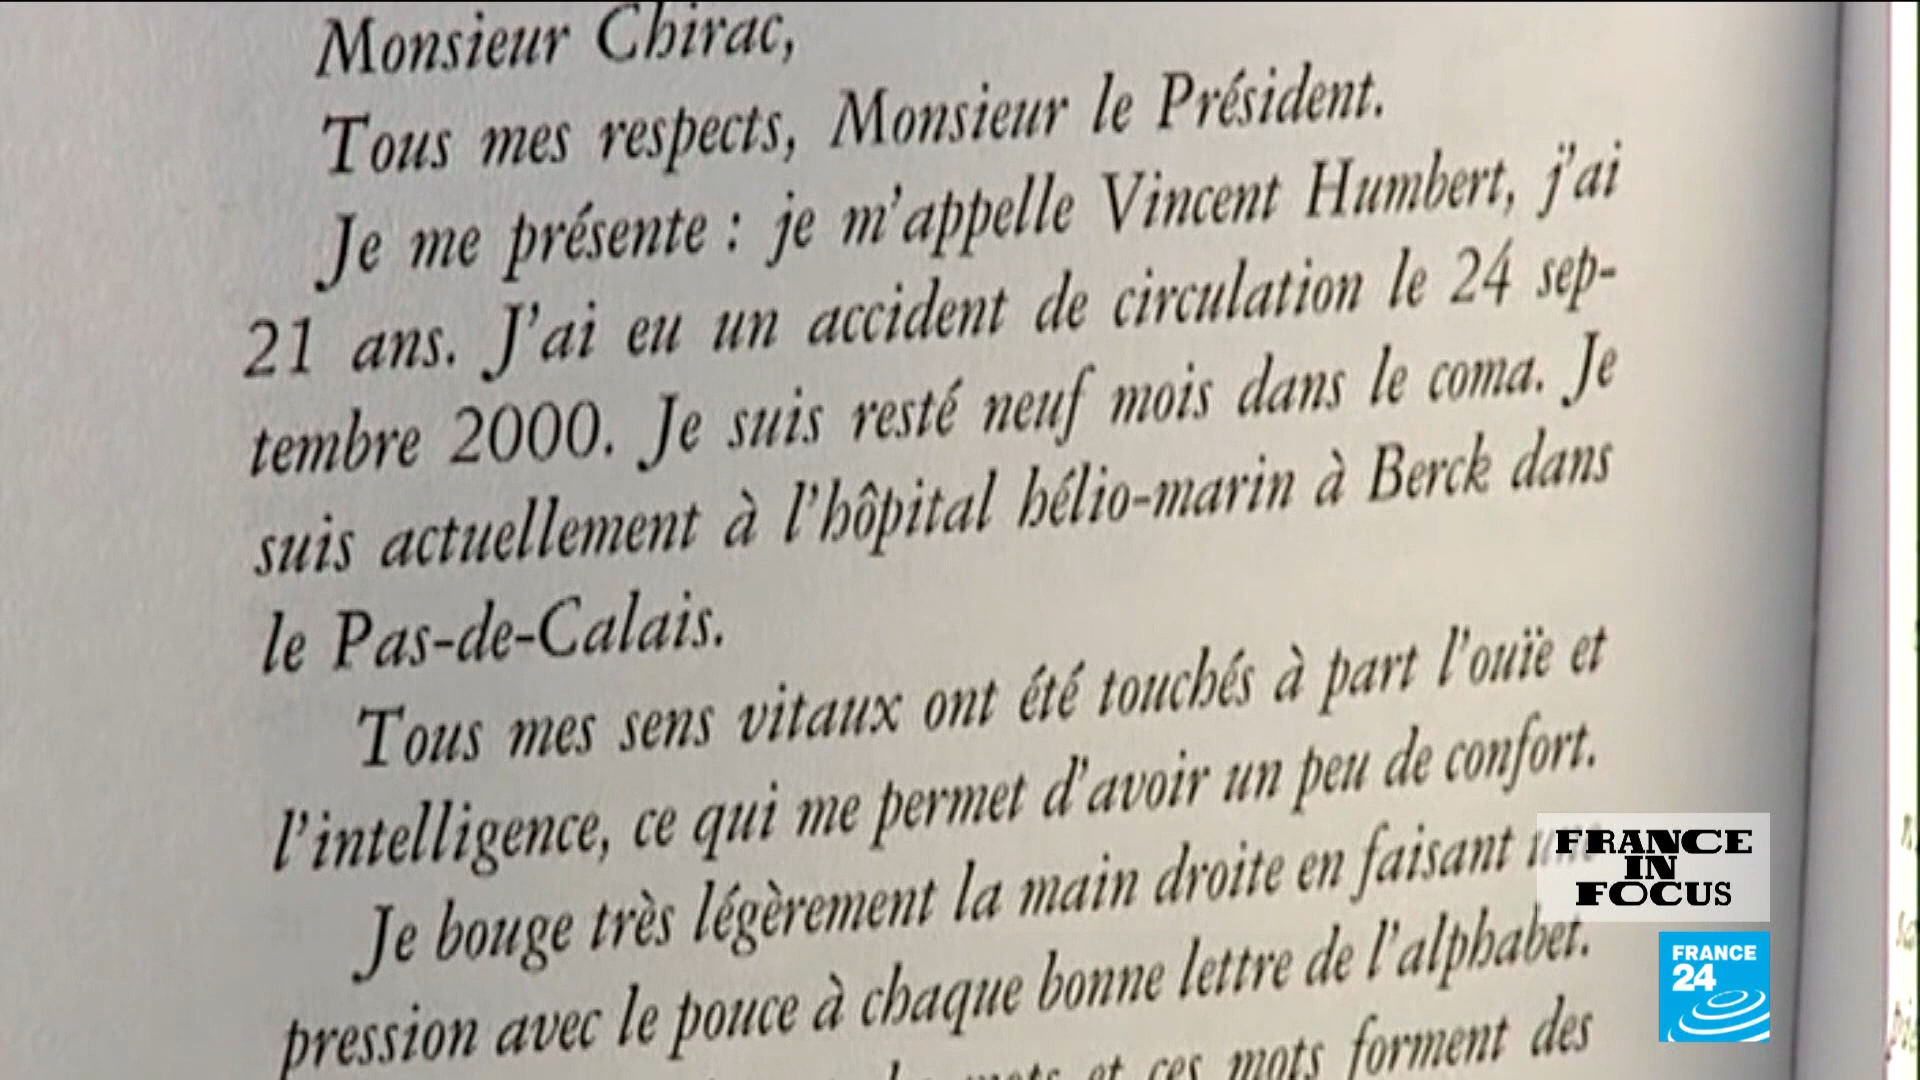 Monsieur Chirac,
Tous mes respects, Monsieur le Président.
Je me présente : je m'appelle Vincent Humbert, j'ai
21 ans. J'ai eu un accident de circulation le 24 sep-
tembre 2000. Je suis resté neuf mois dans le coma. Je
suis actuellement à l'hôpital hélio-marin à Berck dans
le Pas-de-Calais.
Tous mes sens vitaux ont été touchés à part l'ouïe et
l'intelligence, ce qui me permet d'avoir un peu de confort.
Je bouge très légèrement la main droite en faisant une
pression avec le pouce à chaque bonne lettre de l'alphabet.
mots et ces mots forment des
FRANCE
IN
FOCUS
FRANCE
24